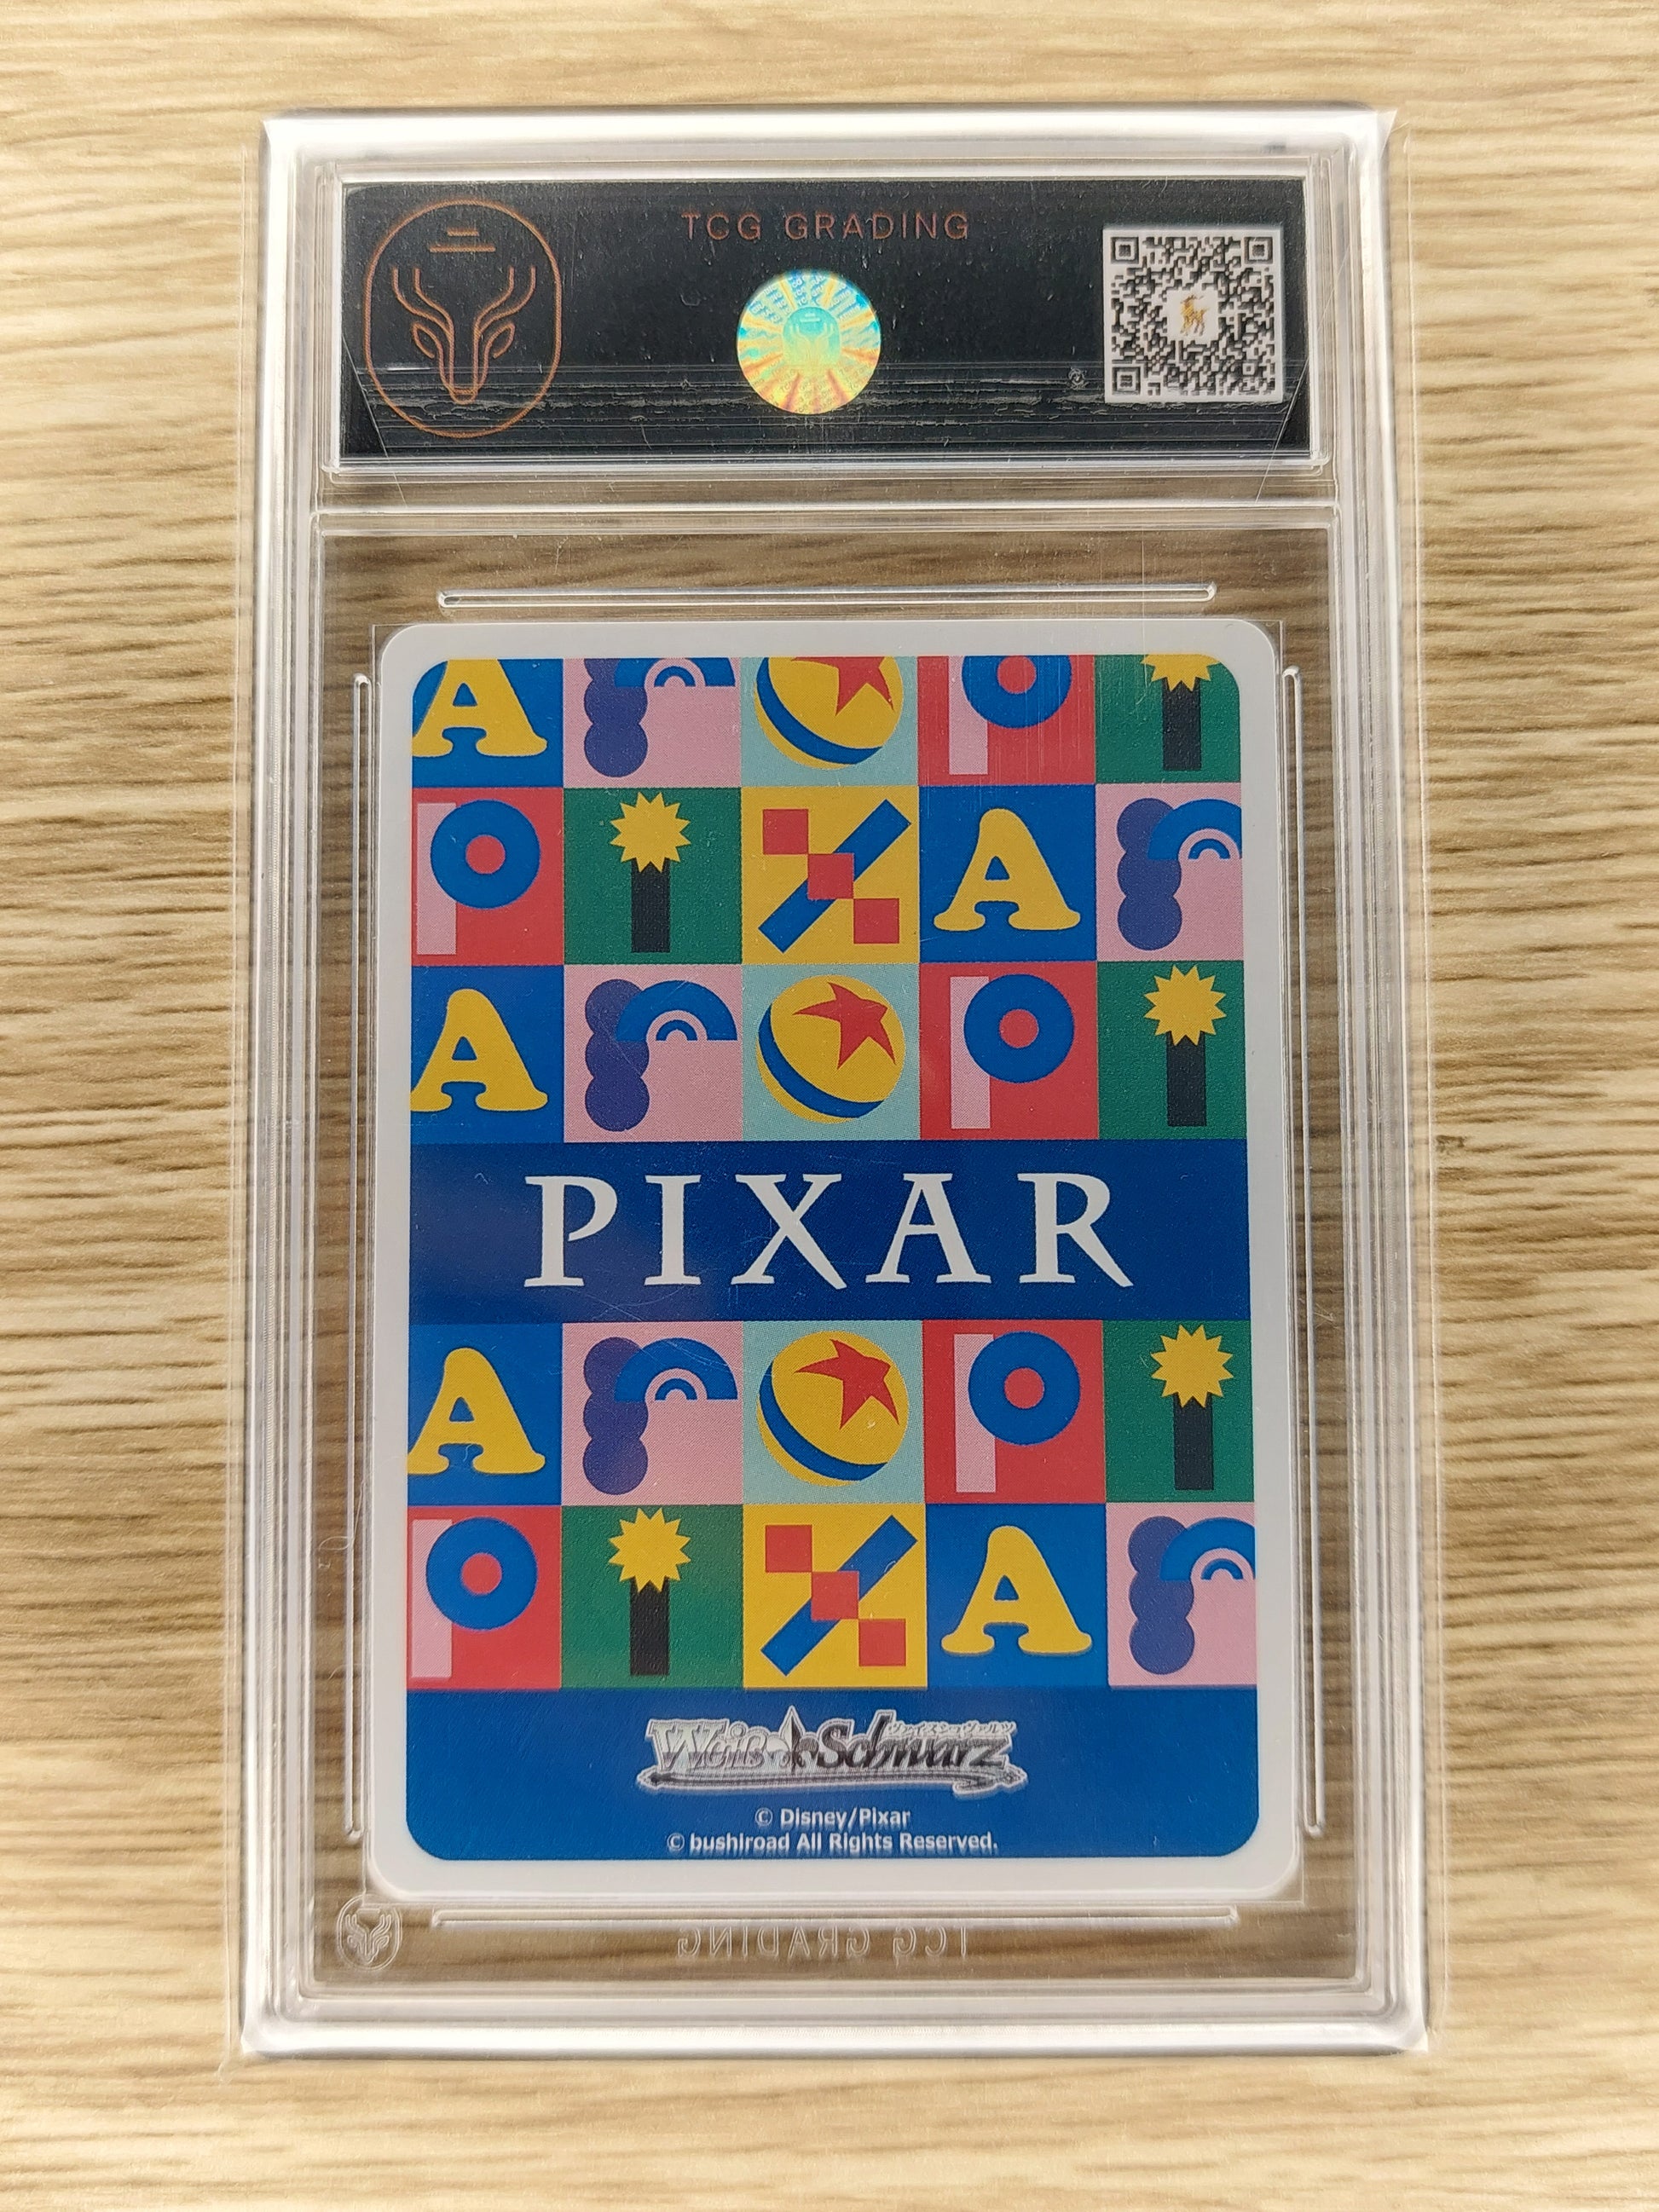 TCG GRADING
PIXAR
ヴァイスシュヴァルツ
Weiß Schwarz
© Disney/Pixar
© bushiroad All Rights Reserved.
TCG GRADING